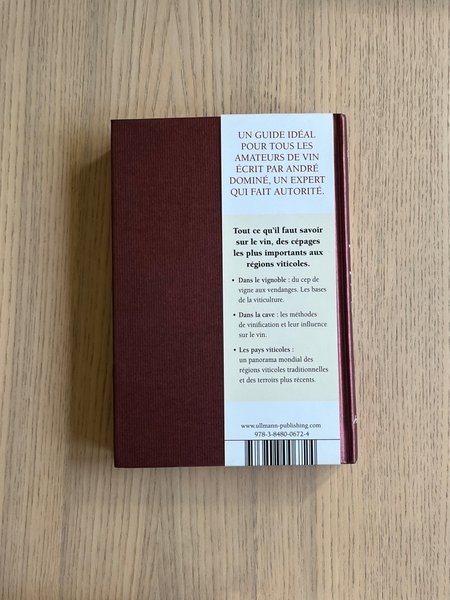 UN GUIDE IDÉAL
POUR TOUS LES
AMATEURS DE VIN
ÉCRIT PAR ANDRÉ
DOMINÉ, UN EXPERT
QUI FAIT AUTORITÉ.
Tout ce qu'il faut savoir
sur le vin, des cépages
les plus importants aux
régions viticoles.
• Dans le vignoble : du cep de
vigne aux vendanges. Les bases
de la viticulture.
• Dans la cave : les méthodes
de vinification et leur influence
sur le vin.
• Les pays viticoles :
un panorama mondial des
régions viticoles traditionnelles
et des terroirs plus récents.
www.ullmann-publishing.com
978-3-8480-0672-4